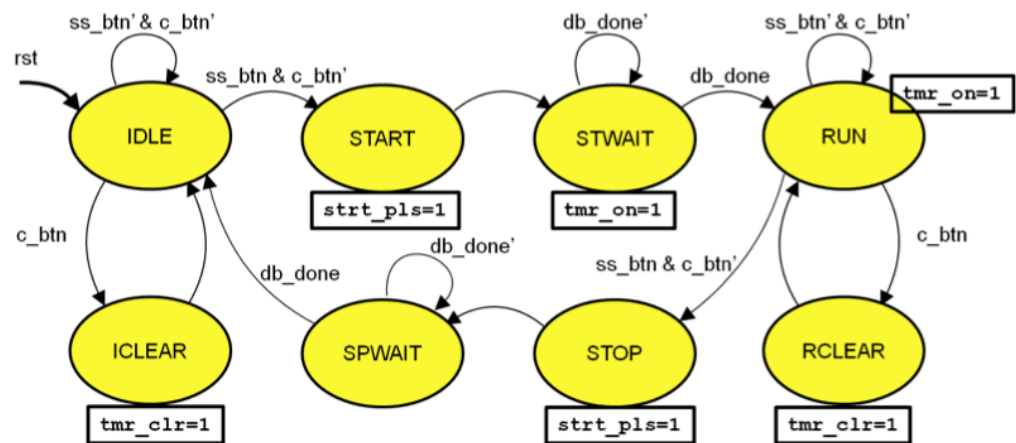 ss_btn' & c_btn'
db_done'
ss_btn' & c_btn'
rst
ss_btn & c_btn'
db_done
tmr_on=1
IDLE
START
STWAIT
RUN
strt_pls=1
tmr_on=1
c_btn
db_done
db_done'
ss_btn & c_btn'
c_btn
ICLEAR
SPWAIT
STOP
RCLEAR
tmr_clr=1
strt_pls=1
tmr_clr=1